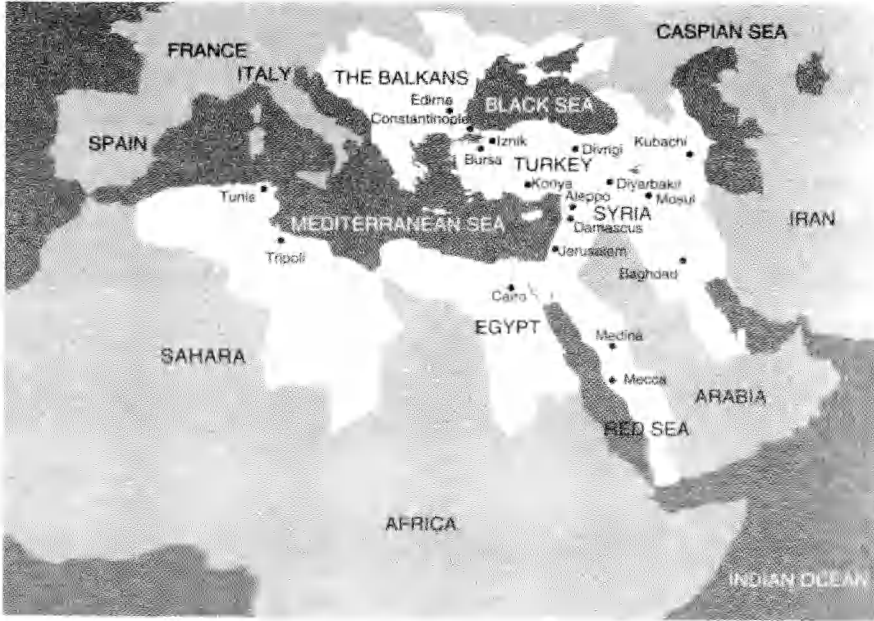 CASPIAN SEA
FRANCE
ITALY
THE BALKANS
Edirne
BLACK SEA
Constantinople
SPAIN
Iznik
Divrigi
Kubachi
Bursa
TURKEY
Tunis
Konya
Diyarbakir
Aleppo
Mosul
MEDITERRANEAN SEA
SYRIA
IRAN
Damascus
Tripoli
Jerusalem
Baghdad
Cairo
EGYPT
SAHARA
Medina
Mecca
ARABIA
RED SEA
AFRICA
INDIAN OCEAN